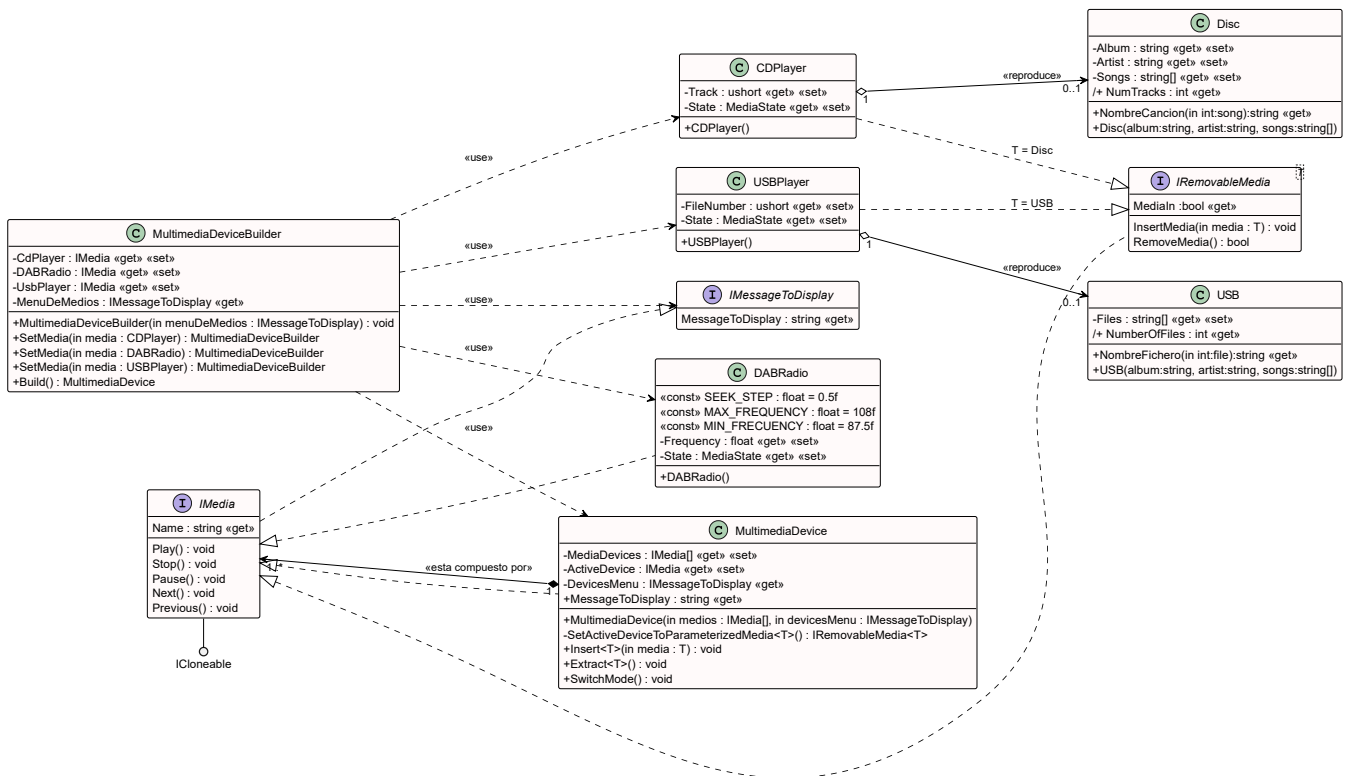 C Disc
-Album : string «get» «set»
-Artist : string «get» «set»
-Songs : string[] «get» «set»
/+ NumTracks : int «get»
+NombreCancion(in int:song):string «get»
+Disc(album:string, artist:string, songs:string[])
C CDPlayer
-Track : ushort «get» «set»
-State : MediaState «get» «set»
+CDPlayer()
«reproduce»
1
0..1
T = Disc
«use»
C USBPlayer
-FileNumber : ushort «get» «set»
-State : MediaState «get» «set»
+USBPlayer()
T = USB
1
«reproduce»
0..1
I IRemovableMedia
T
MediaIn :bool «get»
InsertMedia(in media : T) : void
RemoveMedia() : bool
C MultimediaDeviceBuilder
-CdPlayer : IMedia «get» «set»
-DABRadio : IMedia «get» «set»
-UsbPlayer : IMedia «get» «set»
-MenuDeMedios : IMessageToDisplay «get»
+MultimediaDeviceBuilder(in menuDeMedios : IMessageToDisplay) : void
+SetMedia(in media : CDPlayer) : MultimediaDeviceBuilder
+SetMedia(in media : DABRadio) : MultimediaDeviceBuilder
+SetMedia(in media : USBPlayer) : MultimediaDeviceBuilder
+Build() : MultimediaDevice
«use»
«use»
«use»
«use»
I IMessageToDisplay
MessageToDisplay : string «get»
C USB
-Files : string[] «get» «set»
/+ NumberOfFiles : int «get»
+NombreFichero(in int:file):string «get»
+USB(album:string, artist:string, songs:string[])
C DABRadio
«const» SEEK_STEP : float = 0.5f
«const» MAX_FREQUENCY : float = 108f
«const» MIN_FRECUENCY : float = 87.5f
-Frequency : float «get» «set»
-State : MediaState «get» «set»
+DABRadio()
I IMedia
Name : string «get»
Play() : void
Stop() : void
Pause() : void
Next() : void
Previous() : void
ICloneable
«esta compuesto por»
1
C MultimediaDevice
-MediaDevices : IMedia[] «get» «set»
-ActiveDevice : IMedia «get» «set»
-DevicesMenu : IMessageToDisplay «get»
+MessageToDisplay : string «get»
+MultimediaDevice(in medios : IMedia[], in devicesMenu : IMessageToDisplay)
-SetActiveDeviceToParameterizedMedia<T>() : IRemovableMedia<T>
+Insert<T>(in media : T) : void
+Extract<T>() : void
+SwitchMode() : void